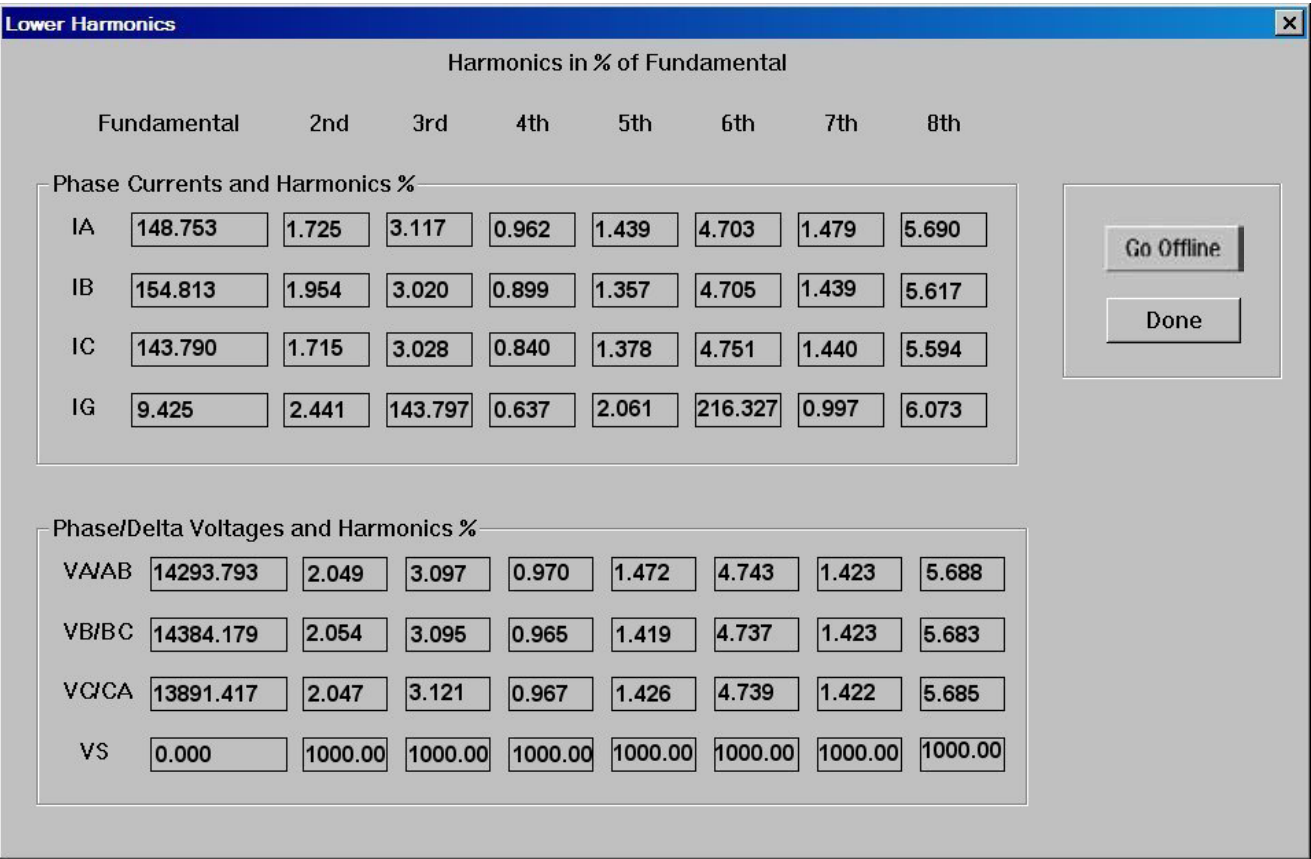 Lower Harmonics
Harmonics in % of Fundamental
Fundamental 2nd 3rd 4th 5th 6th 7th 8th
Phase Currents and Harmonics %
IA 148.753 1.725 3.117 0.962 1.439 4.703 1.479 5.690
Go Offline
IB 154.813 1.954 3.020 0.899 1.357 4.705 1.439 5.617
Done
IC 143.790 1.715 3.028 0.840 1.378 4.751 1.440 5.594
IG 9.425 2.441 143.797 0.637 2.061 216.327 0.997 6.073
Phase/Delta Voltages and Harmonics %
VA/AB 14293.793 2.049 3.097 0.970 1.472 4.743 1.423 5.688
VB/BC 14384.179 2.054 3.095 0.965 1.419 4.737 1.423 5.683
VC/CA 13891.417 2.047 3.121 0.967 1.426 4.739 1.422 5.685
VS 0.000 1000.00 1000.00 1000.00 1000.00 1000.00 1000.00 1000.00